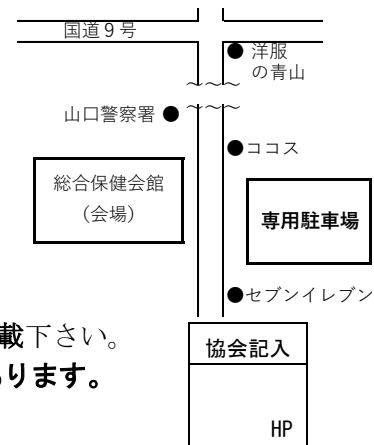 国道９号
● 洋服
の青山
～～～
～～～
山口警察署 ●
●ココス
総合保健会館
（会場）
専用駐車場
●セブンイレブン
載下さい。
あります。
協会記入
HP